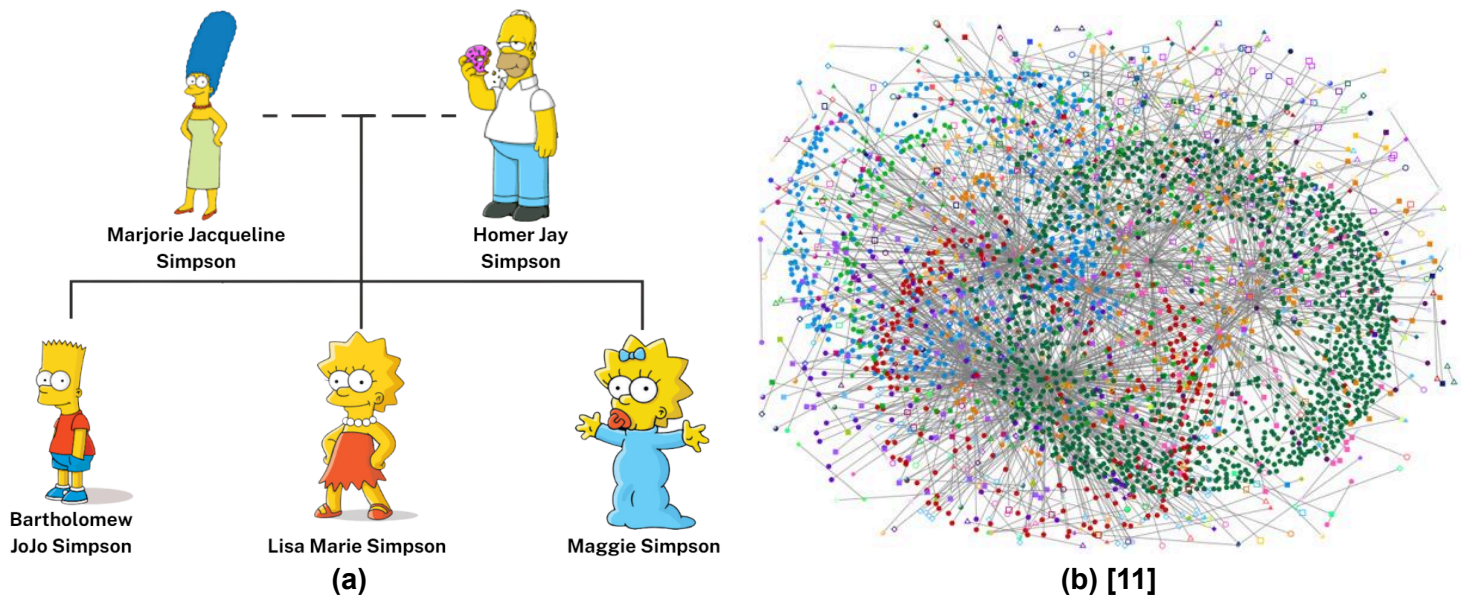 Marjorie Jacqueline
Simpson
Homer Jay
Simpson
Bartholomew
JoJo Simpson
Lisa Marie Simpson
Maggie Simpson
(a)
(b) [11]